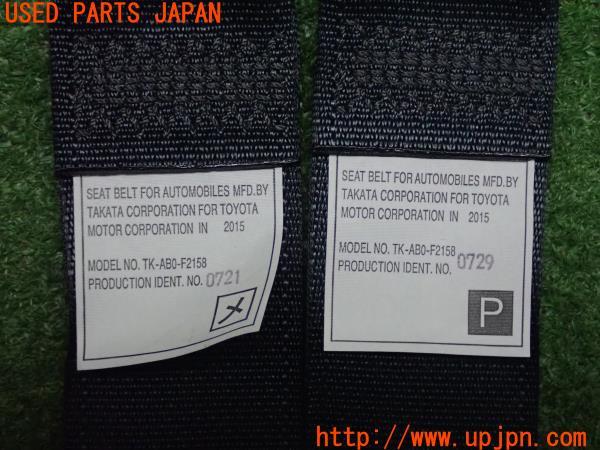 USED PARTS JAPAN
SEAT BELT FOR AUTOMOBILES MFD.BY
TAKATA CORPORATION FOR TOYOTA
MOTOR CORPORATION IN 2015
MODEL NO. TK-AB0-F2158
PRODUCTION IDENT. NO. 0721
メ
SEAT BELT FOR AUTOMOBILES MFD.BY
TAKATA CORPORATION FOR TOYOTA
MOTOR CORPORATION IN 2015
MODEL NO. TK-AB0-F2158
PRODUCTION IDENT. NO. 0729
P
http://www.upjpn.com/